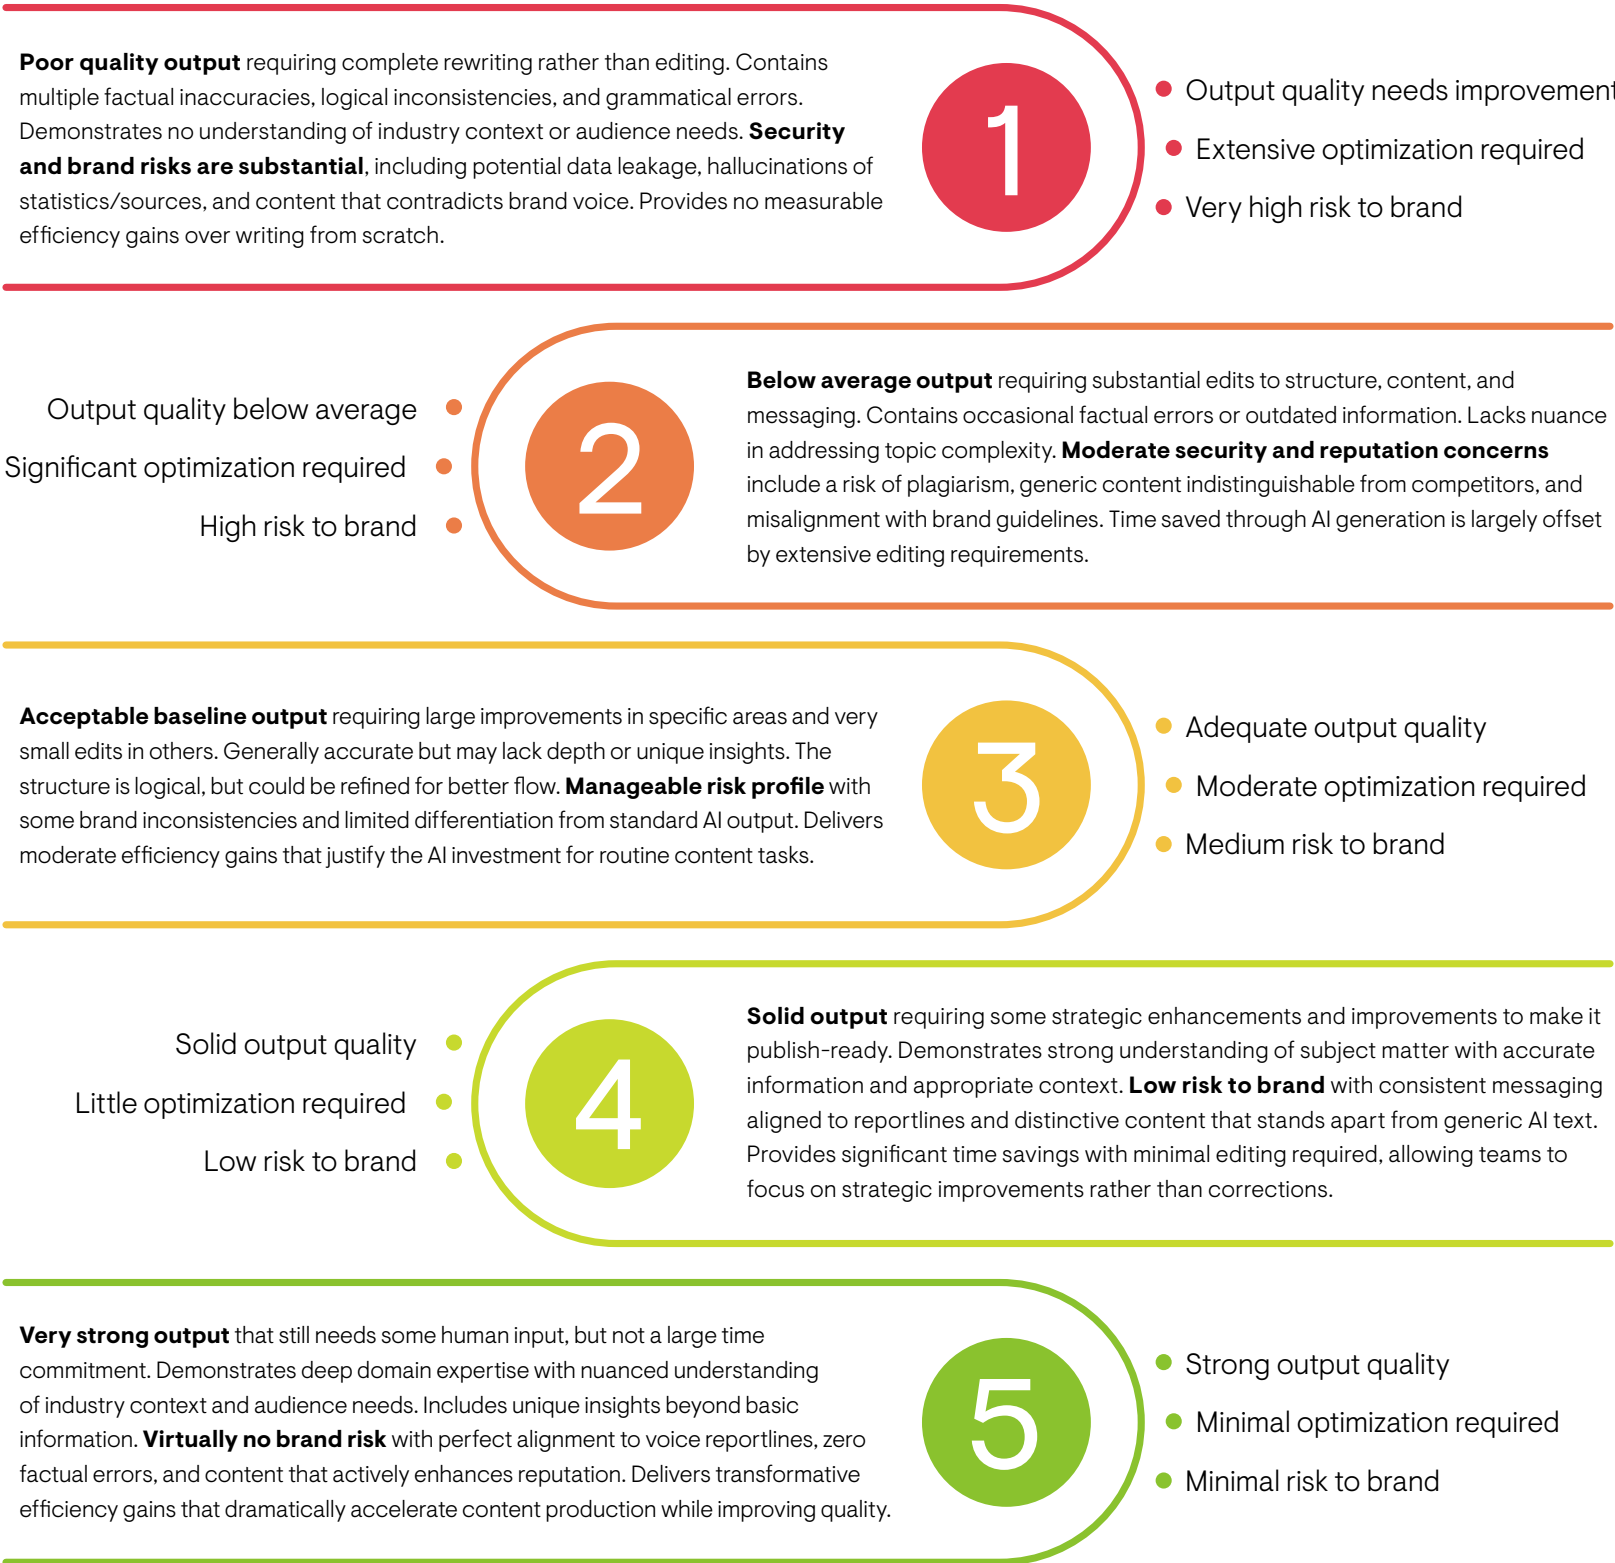 Poor quality output requiring complete rewriting rather than editing. Contains
multiple factual inaccuracies, logical inconsistencies, and grammatical errors.
Demonstrates no understanding of industry context or audience needs. Security
and brand risks are substantial, including potential data leakage, hallucinations of
statistics/sources, and content that contradicts brand voice. Provides no measurable
efficiency gains over writing from scratch.
1
Output quality needs improvement
Extensive optimization required
Very high risk to brand
Output quality below average
Significant optimization required
High risk to brand
2
Below average output requiring substantial edits to structure, content, and
messaging. Contains occasional factual errors or outdated information. Lacks nuance
in addressing topic complexity. Moderate security and reputation concerns
include a risk of plagiarism, generic content indistinguishable from competitors, and
misalignment with brand guidelines. Time saved through AI generation is largely offset
by extensive editing requirements.
Acceptable baseline output requiring large improvements in specific areas and very
small edits in others. Generally accurate but may lack depth or unique insights. The
structure is logical, but could be refined for better flow. Manageable risk profile with
some brand inconsistencies and limited differentiation from standard AI output. Delivers
moderate efficiency gains that justify the AI investment for routine content tasks.
3
Adequate output quality
Moderate optimization required
Medium risk to brand
Solid output quality
Little optimization required
Low risk to brand
4
Solid output requiring some strategic enhancements and improvements to make it
publish-ready. Demonstrates strong understanding of subject matter with accurate
information and appropriate context. Low risk to brand with consistent messaging
aligned to reportlines and distinctive content that stands apart from generic AI text.
Provides significant time savings with minimal editing required, allowing teams to
focus on strategic improvements rather than corrections.
Very strong output that still needs some human input, but not a large time
commitment. Demonstrates deep domain expertise with nuanced understanding
of industry context and audience needs. Includes unique insights beyond basic
information. Virtually no brand risk with perfect alignment to voice reportlines, zero
factual errors, and content that actively enhances reputation. Delivers transformative
efficiency gains that dramatically accelerate content production while improving quality.
5
Strong output quality
Minimal optimization required
Minimal risk to brand